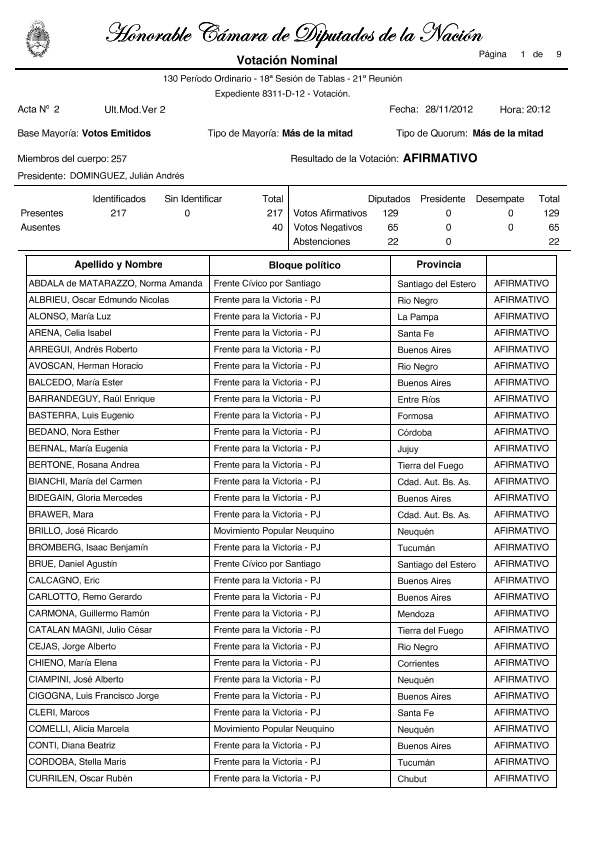 Honorable Cámara de Diputados de la Nación
Página 1 de 9
Votación Nominal
130 Período Ordinario - 18ª Sesión de Tablas - 21º Reunión
Expediente 8311-D-12 - Votación.
Acta Nº 2 Ult.Mod.Ver 2 Fecha: 28/11/2012 Hora: 20:12
Base Mayoría: Votos Emitidos Tipo de Mayoría: Más de la mitad Tipo de Quorum: Más de la mitad
Miembros del cuerpo: 257 Resultado de la Votación: AFIRMATIVO
Presidente: DOMINGUEZ, Julián Andrés
Identificados Sin Identificar Total Diputados Presidente Desempate Total
Presentes 217 0 217 Votos Afirmativos 129 0 0 129
Ausentes 40 Votos Negativos 65 0 0 65
Abstenciones 22 0 22
Apellido y Nombre Bloque político Provincia
ABDALA de MATARAZZO, Norma Amanda Frente Cívico por Santiago Santiago del Estero AFIRMATIVO
ALBRIEU, Oscar Edmundo Nicolas Frente para la Victoria - PJ Rio Negro AFIRMATIVO
ALONSO, María Luz Frente para la Victoria - PJ La Pampa AFIRMATIVO
ARENA, Celia Isabel Frente para la Victoria - PJ Santa Fe AFIRMATIVO
ARREGUI, Andrés Roberto Frente para la Victoria - PJ Buenos Aires AFIRMATIVO
AVOSCAN, Herman Horacio Frente para la Victoria - PJ Rio Negro AFIRMATIVO
BALCEDO, María Ester Frente para la Victoria - PJ Buenos Aires AFIRMATIVO
BARRANDEGUY, Raúl Enrique Frente para la Victoria - PJ Entre Ríos AFIRMATIVO
BASTERRA, Luis Eugenio Frente para la Victoria - PJ Formosa AFIRMATIVO
BEDANO, Nora Esther Frente para la Victoria - PJ Córdoba AFIRMATIVO
BERNAL, María Eugenia Frente para la Victoria - PJ Jujuy AFIRMATIVO
BERTONE, Rosana Andrea Frente para la Victoria - PJ Tierra del Fuego AFIRMATIVO
BIANCHI, María del Carmen Frente para la Victoria - PJ Cdad. Aut. Bs. As. AFIRMATIVO
BIDEGAIN, Gloria Mercedes Frente para la Victoria - PJ Buenos Aires AFIRMATIVO
BRAWER, Mara Frente para la Victoria - PJ Cdad. Aut. Bs. As. AFIRMATIVO
BRILLO, José Ricardo Movimiento Popular Neuquino Neuquén AFIRMATIVO
BROMBERG, Isaac Benjamín Frente para la Victoria - PJ Tucumán AFIRMATIVO
BRUE, Daniel Agustín Frente Cívico por Santiago Santiago del Estero AFIRMATIVO
CALCAGNO, Eric Frente para la Victoria - PJ Buenos Aires AFIRMATIVO
CARLOTTO, Remo Gerardo Frente para la Victoria - PJ Buenos Aires AFIRMATIVO
CARMONA, Guillermo Ramón Frente para la Victoria - PJ Mendoza AFIRMATIVO
CATALAN MAGNI, Julio César Frente para la Victoria - PJ Tierra del Fuego AFIRMATIVO
CEJAS, Jorge Alberto Frente para la Victoria - PJ Rio Negro AFIRMATIVO
CHIENO, María Elena Frente para la Victoria - PJ Corrientes AFIRMATIVO
CIAMPINI, José Alberto Frente para la Victoria - PJ Neuquén AFIRMATIVO
CIGOGNA, Luis Francisco Jorge Frente para la Victoria - PJ Buenos Aires AFIRMATIVO
CLERI, Marcos Frente para la Victoria - PJ Santa Fe AFIRMATIVO
COMELLI, Alicia Marcela Movimiento Popular Neuquino Neuquén AFIRMATIVO
CONTI, Diana Beatriz Frente para la Victoria - PJ Buenos Aires AFIRMATIVO
CORDOBA, Stella Maris Frente para la Victoria - PJ Tucumán AFIRMATIVO
CURRILEN, Oscar Rubén Frente para la Victoria - PJ Chubut AFIRMATIVO